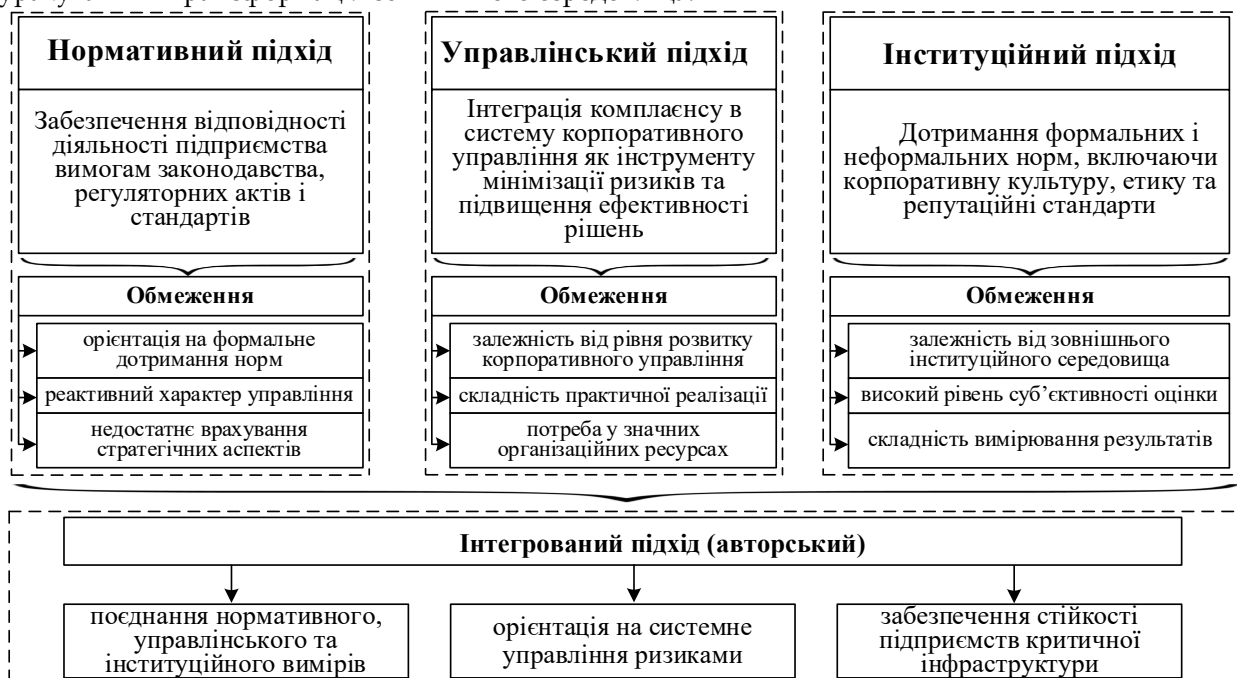 Нормативний підхід
Забезпечення відповідності
діяльності підприємства
вимогам законодавства,
регуляторних актів і
стандартів
Обмеження
орієнтація на формальне
дотримання норм
реактивний характер управління
недостатнє врахування
стратегічних аспектів
Управлінський підхід
Інтеграція комплаєнсу в
систему корпоративного
управління як інструменту
мінімізації ризиків та
підвищення ефективності
рішень
Обмеження
залежність від рівня розвитку
корпоративного управління
складність практичної реалізації
потреба у значних
організаційних ресурсах
Інституційний підхід
Дотримання формальних і
неформальних норм, включаючи
корпоративну культуру, етику та
репутаційні стандарти
Обмеження
залежність від зовнішнього
інституційного середовища
високий рівень суб’єктивності оцінки
складність вимірювання результатів
Інтегрований підхід (авторський)
поєднання нормативного,
управлінського та
інституційного вимірів
орієнтація на системне
управління ризиками
забезпечення стійкості
підприємств критичної
інфраструктури